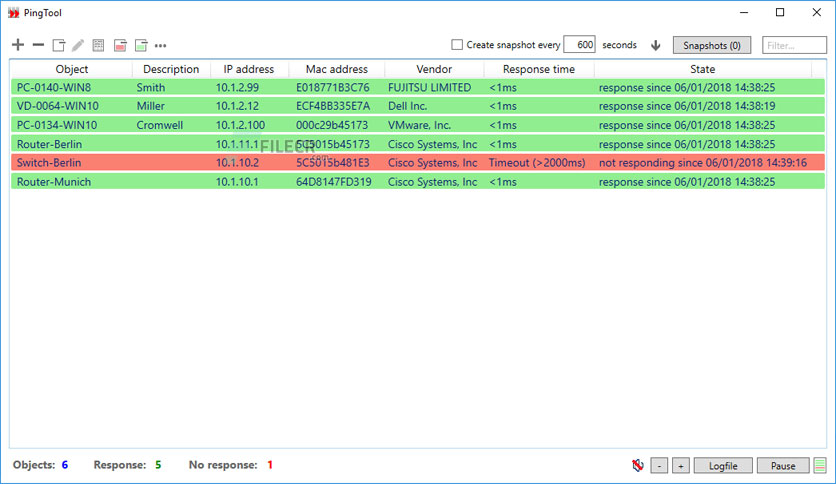 PingTool
Create snapshot every 600 seconds Snapshots (0) Filter...
Object Description IP address Mac address Vendor Response time State
PC-0140-WIN8 Smith 10.1.2.99 E018771B3C76 FUJITSU LIMITED <1ms response since 06/01/2018 14:38:25
VD-0064-WIN10 Miller 10.1.2.12 ECF4BB335E7A Dell Inc. <1ms response since 06/01/2018 14:38:19
PC-0134-WIN10 Cromwell 10.1.2.100 000c29b45173 VMware, Inc. <1ms response since 06/01/2018 14:38:25
Router-Berlin 10.1.11.1 5C5015b45173 Cisco Systems, Inc <1ms response since 06/01/2018 14:38:25
FILECR
.com
Switch-Berlin 10.1.10.2 5C5015b481E3 Cisco Systems, Inc Timeout (>2000ms) not responding since 06/01/2018 14:39:16
Router-Munich 10.1.10.1 64D8147FD319 Cisco Systems, Inc <1ms response since 06/01/2018 14:38:25
Objects: 6 Response: 5 No response: 1 - + Logfile Pause